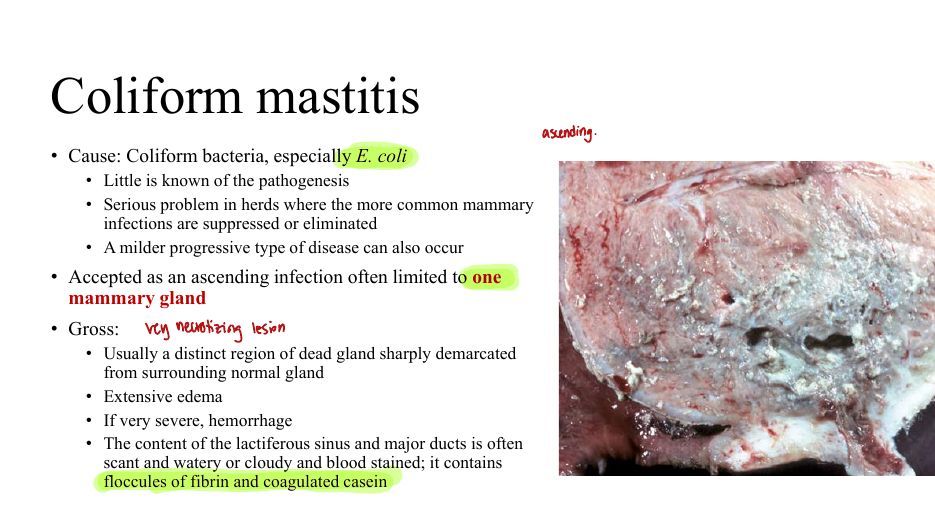 Coliform mastitis
ascending.
• Cause: Coliform bacteria, especially E. coli
• Little is known of the pathogenesis
• Serious problem in herds where the more common mammary
infections are suppressed or eliminated
• A milder progressive type of disease can also occur
• Accepted as an ascending infection often limited to one
mammary gland
• Gross: very necrotizing lesion
• Usually a distinct region of dead gland sharply demarcated
from surrounding normal gland
• Extensive edema
• If very severe, hemorrhage
• The content of the lactiferous sinus and major ducts is often
scant and watery or cloudy and blood stained; it contains
floccules of fibrin and coagulated casein